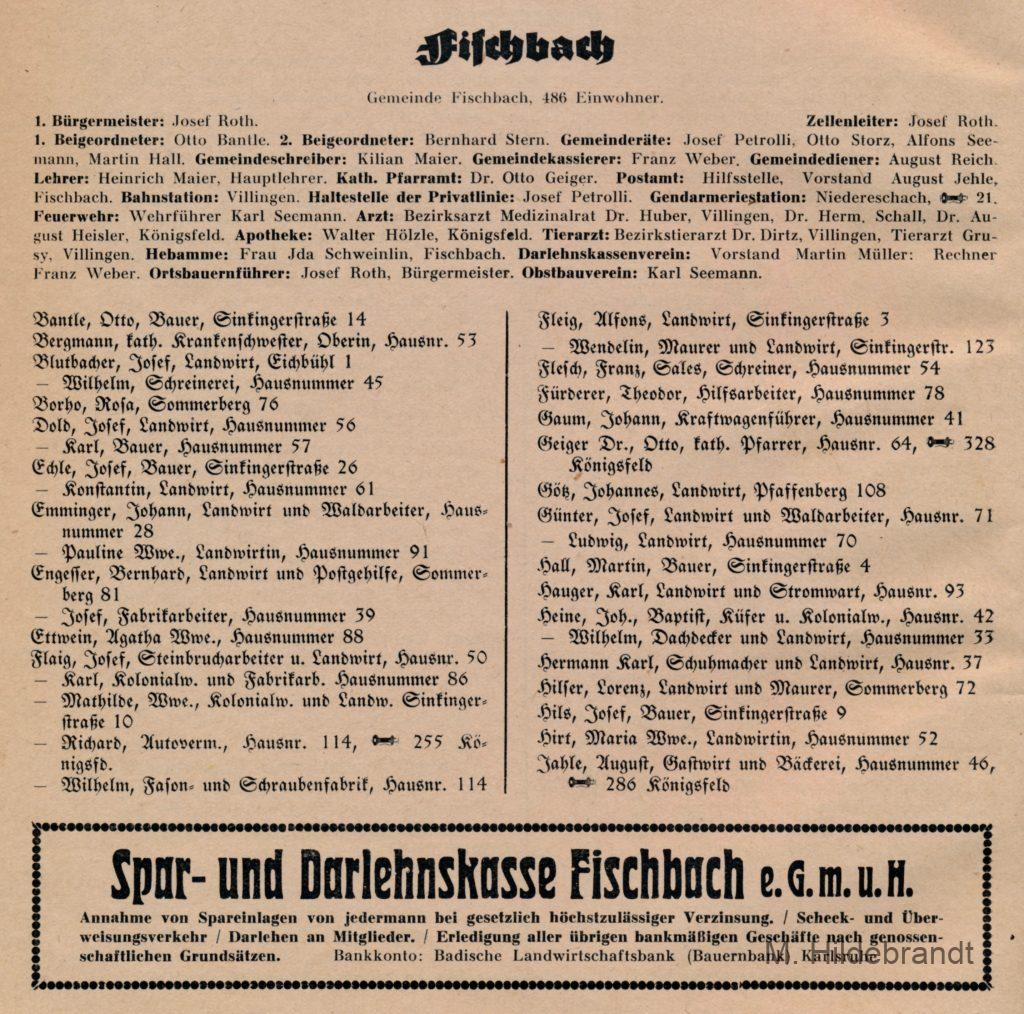 Fischbach
Gemeinde Fischbach, 486 Einwohner.
1. Bürgermeister: Josef Roth. Zellenleiter: Josef Roth.
1. Beigeordneter: Otto Bantle. 2. Beigeordneter: Bernhard Stern. Gemeinderäte: Josef Petrolli, Otto Storz, Alfons See-
mann, Martin Hall. Gemeindeschreiber: Kilian Maier. Gemeindekassierer: Franz Weber. Gemeindediener: August Reich.
Lehrer: Heinrich Maier, Hauptlehrer. Kath. Pfarramt: Dr. Otto Geiger. Postamt: Hilfsstelle, Vorstand August Jehle,
Fischbach. Bahnstation: Villingen. Haltestelle der Privatlinie: Josef Petrolli. Gendarmeriestation: Niedereschach, 21.
Feuerwehr: Wehrführer Karl Seemann. Arzt: Bezirksarzt Medizinalrat Dr. Huber, Villingen, Dr. Herm. Schall, Dr. Au-
gust Heisler, Königsfeld. Apotheke: Walter Hölzle, Königsfeld. Tierarzt: Bezirkstierarzt Dr. Dirtz, Villingen, Tierarzt Gru-
sy, Villingen. Hebamme: Frau Jda Schweinlin, Fischbach. Darlehnskassenverein: Vorstand Martin Müller: Rechner
Franz Weber. Ortsbauernführer: Josef Roth, Bürgermeister. Obstbauverein: Karl Seemann.
Bantle, Otto, Bauer, Sinkingerstraße 14
Bergmann, kath. Krankenschwester, Oberin, Hausnr. 53
Blutbacher, Josef, Landwirt, Eichbühl 1
— Wilhelm, Schreinerei, Hausnummer 45
Borho, Rosa, Sommerberg 76
Dold, Josef, Landwirt, Hausnummer 56
— Karl, Bauer, Hausnummer 57
Echle, Josef, Bauer, Sinkingerstraße 26
— Konstantin, Landwirt, Hausnummer 61
Emminger, Johann, Landwirt und Waldarbeiter, Haus-
nummer 28
— Pauline Wwe., Landwirtin, Hausnummer 91
Engesser, Bernhard, Landwirt und Postgehilfe, Sommer-
berg 81
— Josef, Fabrikarbeiter, Hausnummer 39
Ettwein, Agatha Wwe., Hausnummer 88
Flaig, Josef, Steinbrucharbeiter u. Landwirt, Hausnr. 50
— Karl, Kolonialw. und Fabrikarb. Hausnummer 86
— Mathilde, Wwe., Kolonialw. und Landw. Sinkinger-
straße 10
— Richard, Autoverm., Hausnr. 114, 255 Kö-
nigsfd.
— Wilhelm, Fason- und Schraubenfabrik, Hausnr. 114
Fleig, Alfons, Landwirt, Sinkingerstraße 3
— Wendelin, Maurer und Landwirt, Sinkingerstr. 123
Flesch, Franz, Sales, Schreiner, Hausnummer 54
Fürderer, Theodor, Hilfsarbeiter, Hausnummer 78
Gaum, Johann, Kraftwagenführer, Hausnummer 41
Geiger Dr., Otto, kath. Pfarrer, Hausnr. 64, 328
Königsfeld
Götz, Johannes, Landwirt, Pfaffenberg 108
Günter, Josef, Landwirt und Waldarbeiter, Hausnr. 71
— Ludwig, Landwirt, Hausnummer 70
Hall, Martin, Bauer, Sinkingerstraße 4
Hauger, Karl, Landwirt und Stromwart, Hausnr. 93
Heine, Joh., Baptist, Küfer u. Kolonialw., Hausnr. 42
— Wilhelm, Dachdecker und Landwirt, Hausnummer 33
Hermann Karl, Schuhmacher und Landwirt, Hausnr. 37
Hilser, Lorenz, Landwirt und Maurer, Sommerberg 72
Hils, Josef, Bauer, Sinkingerstraße 9
Hirt, Maria Wwe., Landwirtin, Hausnummer 52
Jahle, August, Gastwirt und Bäckerei, Hausnummer 46,
286 Königsfeld
Spar- und Darlehnskasse Fischbach e.G.m.u.H.
Annahme von Spareinlagen von jedermann bei gesetzlich höchstzulässiger Verzinsung. / Scheck- und Über-
weisungsverkehr / Darlehen an Mitglieder. / Erledigung aller übrigen bankmäßigen Geschäfte nach genossen-
schaftlichen Grundsätzen. Bankkonto: Badische Landwirtschaftsbank (Bauernbank) Karlsruhe
M. Hildebrandt